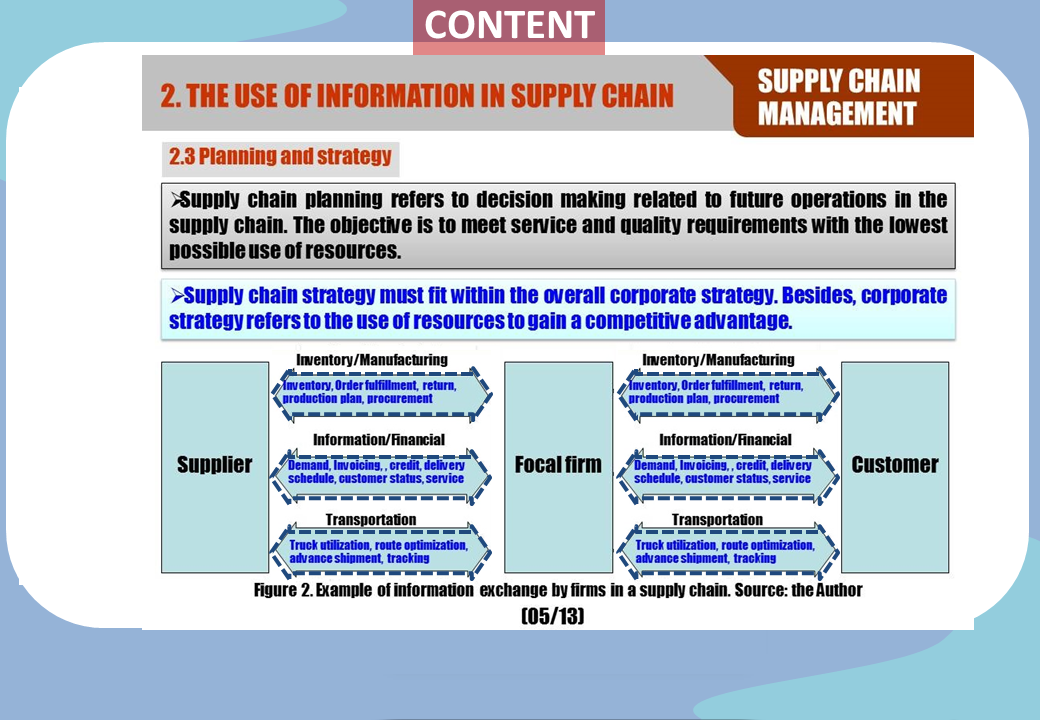 CONTENT
2. THE USE OF INFORMATION IN SUPPLY CHAIN
SUPPLY CHAIN
MANAGEMENT
2.3 Planning and strategy
➢Supply chain planning refers to decision making related to future operations in the
supply chain. The objective is to meet service and quality requirements with the lowest
possible use of resources.
➢Supply chain strategy must fit within the overall corporate strategy. Besides, corporate
strategy refers to the use of resources to gain a competitive advantage.
Supplier
Inventory/Manufacturing
Inventory, Order fulfillment, return,
production plan, procurement
Information/Financial
Demand, Invoicing, , credit, delivery
schedule, customer status, service
Transportation
Truck utilization, route optimization,
advance shipment, tracking
Focal firm
Inventory/Manufacturing
Inventory, Order fulfillment, return,
production plan, procurement
Information/Financial
Demand, Invoicing, , credit, delivery
schedule, customer status, service
Transportation
Truck utilization, route optimization,
advance shipment, tracking
Customer
Figure 2. Example of information exchange by firms in a supply chain. Source: the Author
(05/13)